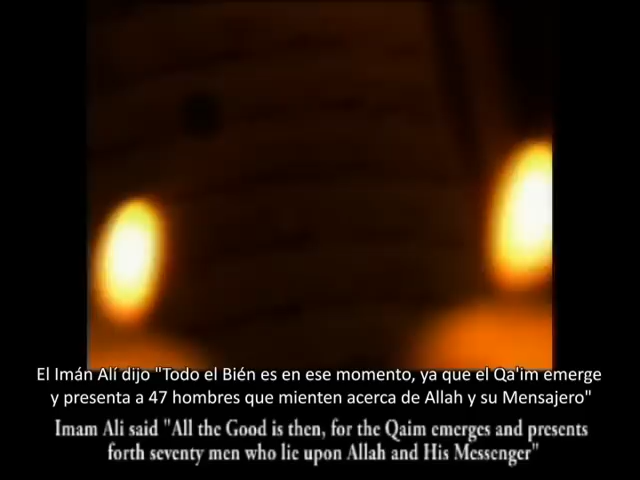 El Imán Alí dijo "Todo el Bién es en ese momento, ya que el Qa'im emerge
y presenta a 47 hombres que mienten acerca de Allah y su Mensajero"
Imam Ali said "All the Good is then, for the Qaim emerges and presents
forth seventy men who lie upon Allah and His Messenger"